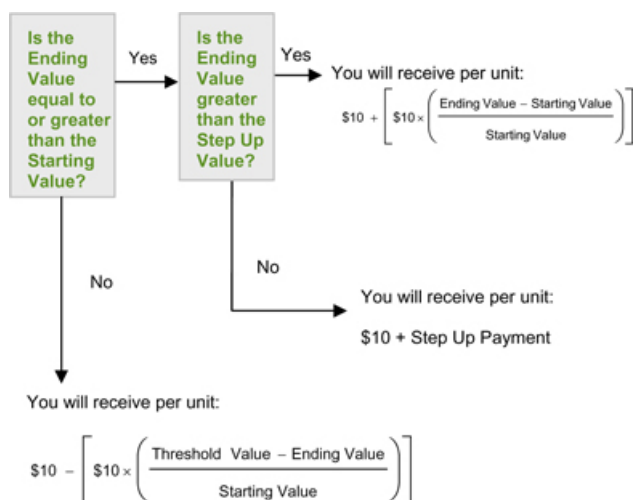 Is the
Ending
Value
equal to
or greater
than the
Starting
Value?
Yes
Is the
Ending
Value
greater
than the
Step Up
Value?
Yes
You will receive per unit:
$10 + [ $10 × ( Ending Value – Starting Value
Starting Value ) ]
No
No
You will receive per unit:
$10 + Step Up Payment
You will receive per unit:
$10 – [ $10 × ( Threshold Value – Ending Value
Starting Value ) ]